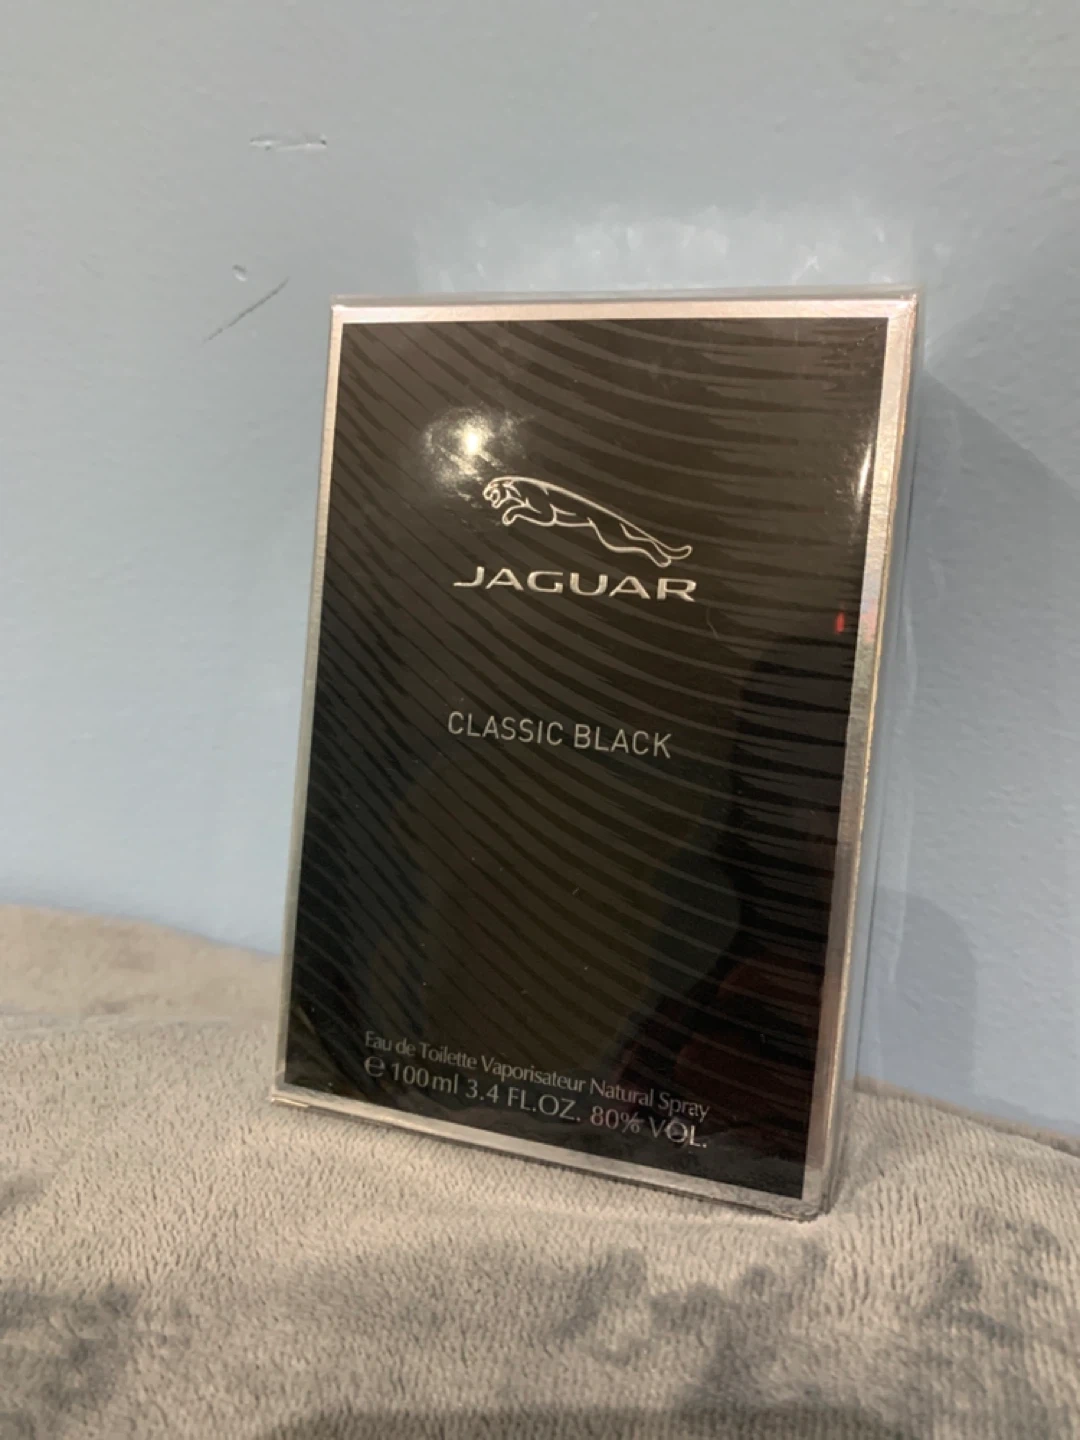 JAGUAR
CLASSIC BLACK
Eau de Toilette Vaporisateur Natural Spray
℮ 100 ml 3.4 FL.OZ. 80% VOL.